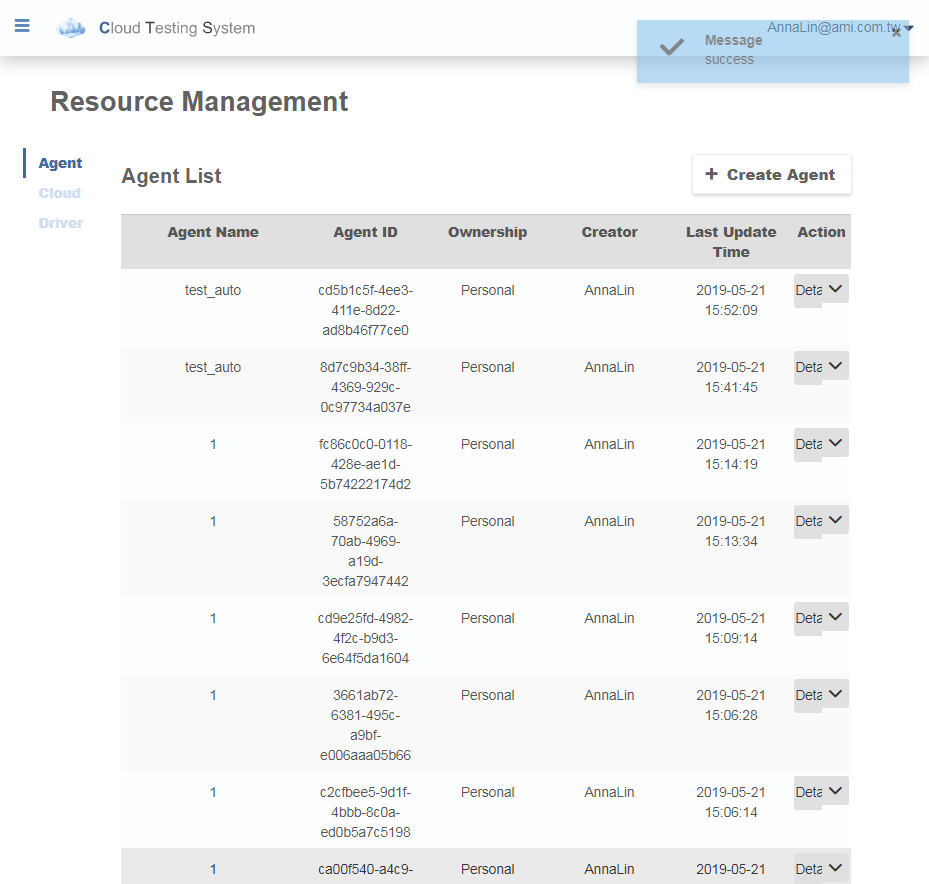 Cloud Testing System
AnnaLin@ami.com.tw
Message
success
Resource Management
Agent
Cloud
Driver
Agent List
+ Create Agent
Agent Name Agent ID Ownership Creator Last Update Time Action
test_auto cd5b1c5f-4ee3- Personal AnnaLin 2019-05-21 Deta
411e-8d22- 15:52:09
ad8b46f77ce0
test_auto 8d7c9b34-38ff- Personal AnnaLin 2019-05-21 Deta
4369-929c- 15:41:45
0c97734a037e
1 fc86c0c0-0118- Personal AnnaLin 2019-05-21 Deta
428e-ae1d- 15:14:19
5b74222174d2
1 58752a6a- Personal AnnaLin 2019-05-21 Deta
70ab-4969- 15:13:34
a19d-
3ecfa7947442
1 cd9e25fd-4982- Personal AnnaLin 2019-05-21 Deta
4f2c-b9d3- 15:09:14
6e64f5da1604
1 3661ab72- Personal AnnaLin 2019-05-21 Deta
6381-495c- 15:06:28
a9bf-
e006aaa05b66
1 c2cfbee5-9d1f- Personal AnnaLin 2019-05-21 Deta
4bbb-8c0a- 15:06:14
ed0b5a7c5198
1 ca00f540-a4c9- Personal AnnaLin 2019-05-21 Deta